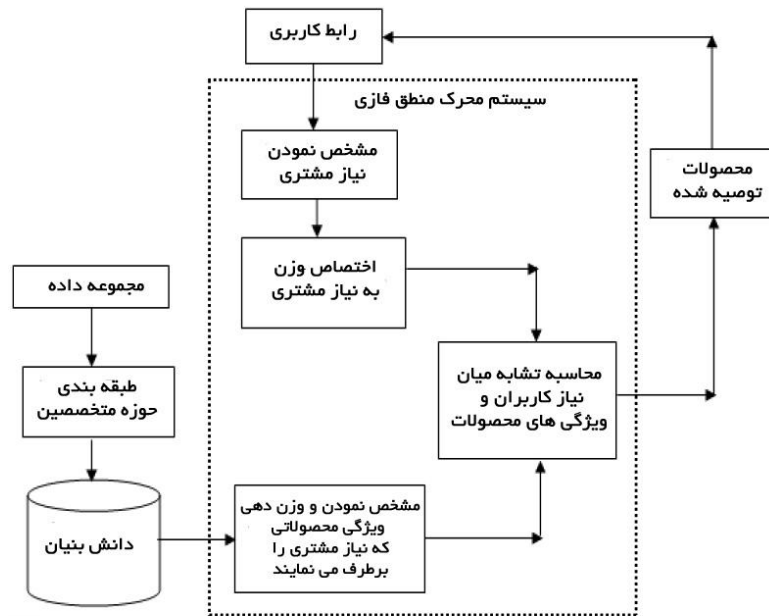 رابط کاربری
سیستم محرک منطق فازی
مشخص نمودن
نیاز مشتری
محصولات
توصیه شده
اختصاص وزن
به نیاز مشتری
مجموعه داده
محاسبه تشابه میان
نیاز کاربران و
ویژگی های محصولات
طبقه بندی
حوزه متخصصین
مشخص نمودن و وزن دهی
ویژگی محصولاتی
که نیاز مشتری را
برطرف می نمایند
دانش بنیان